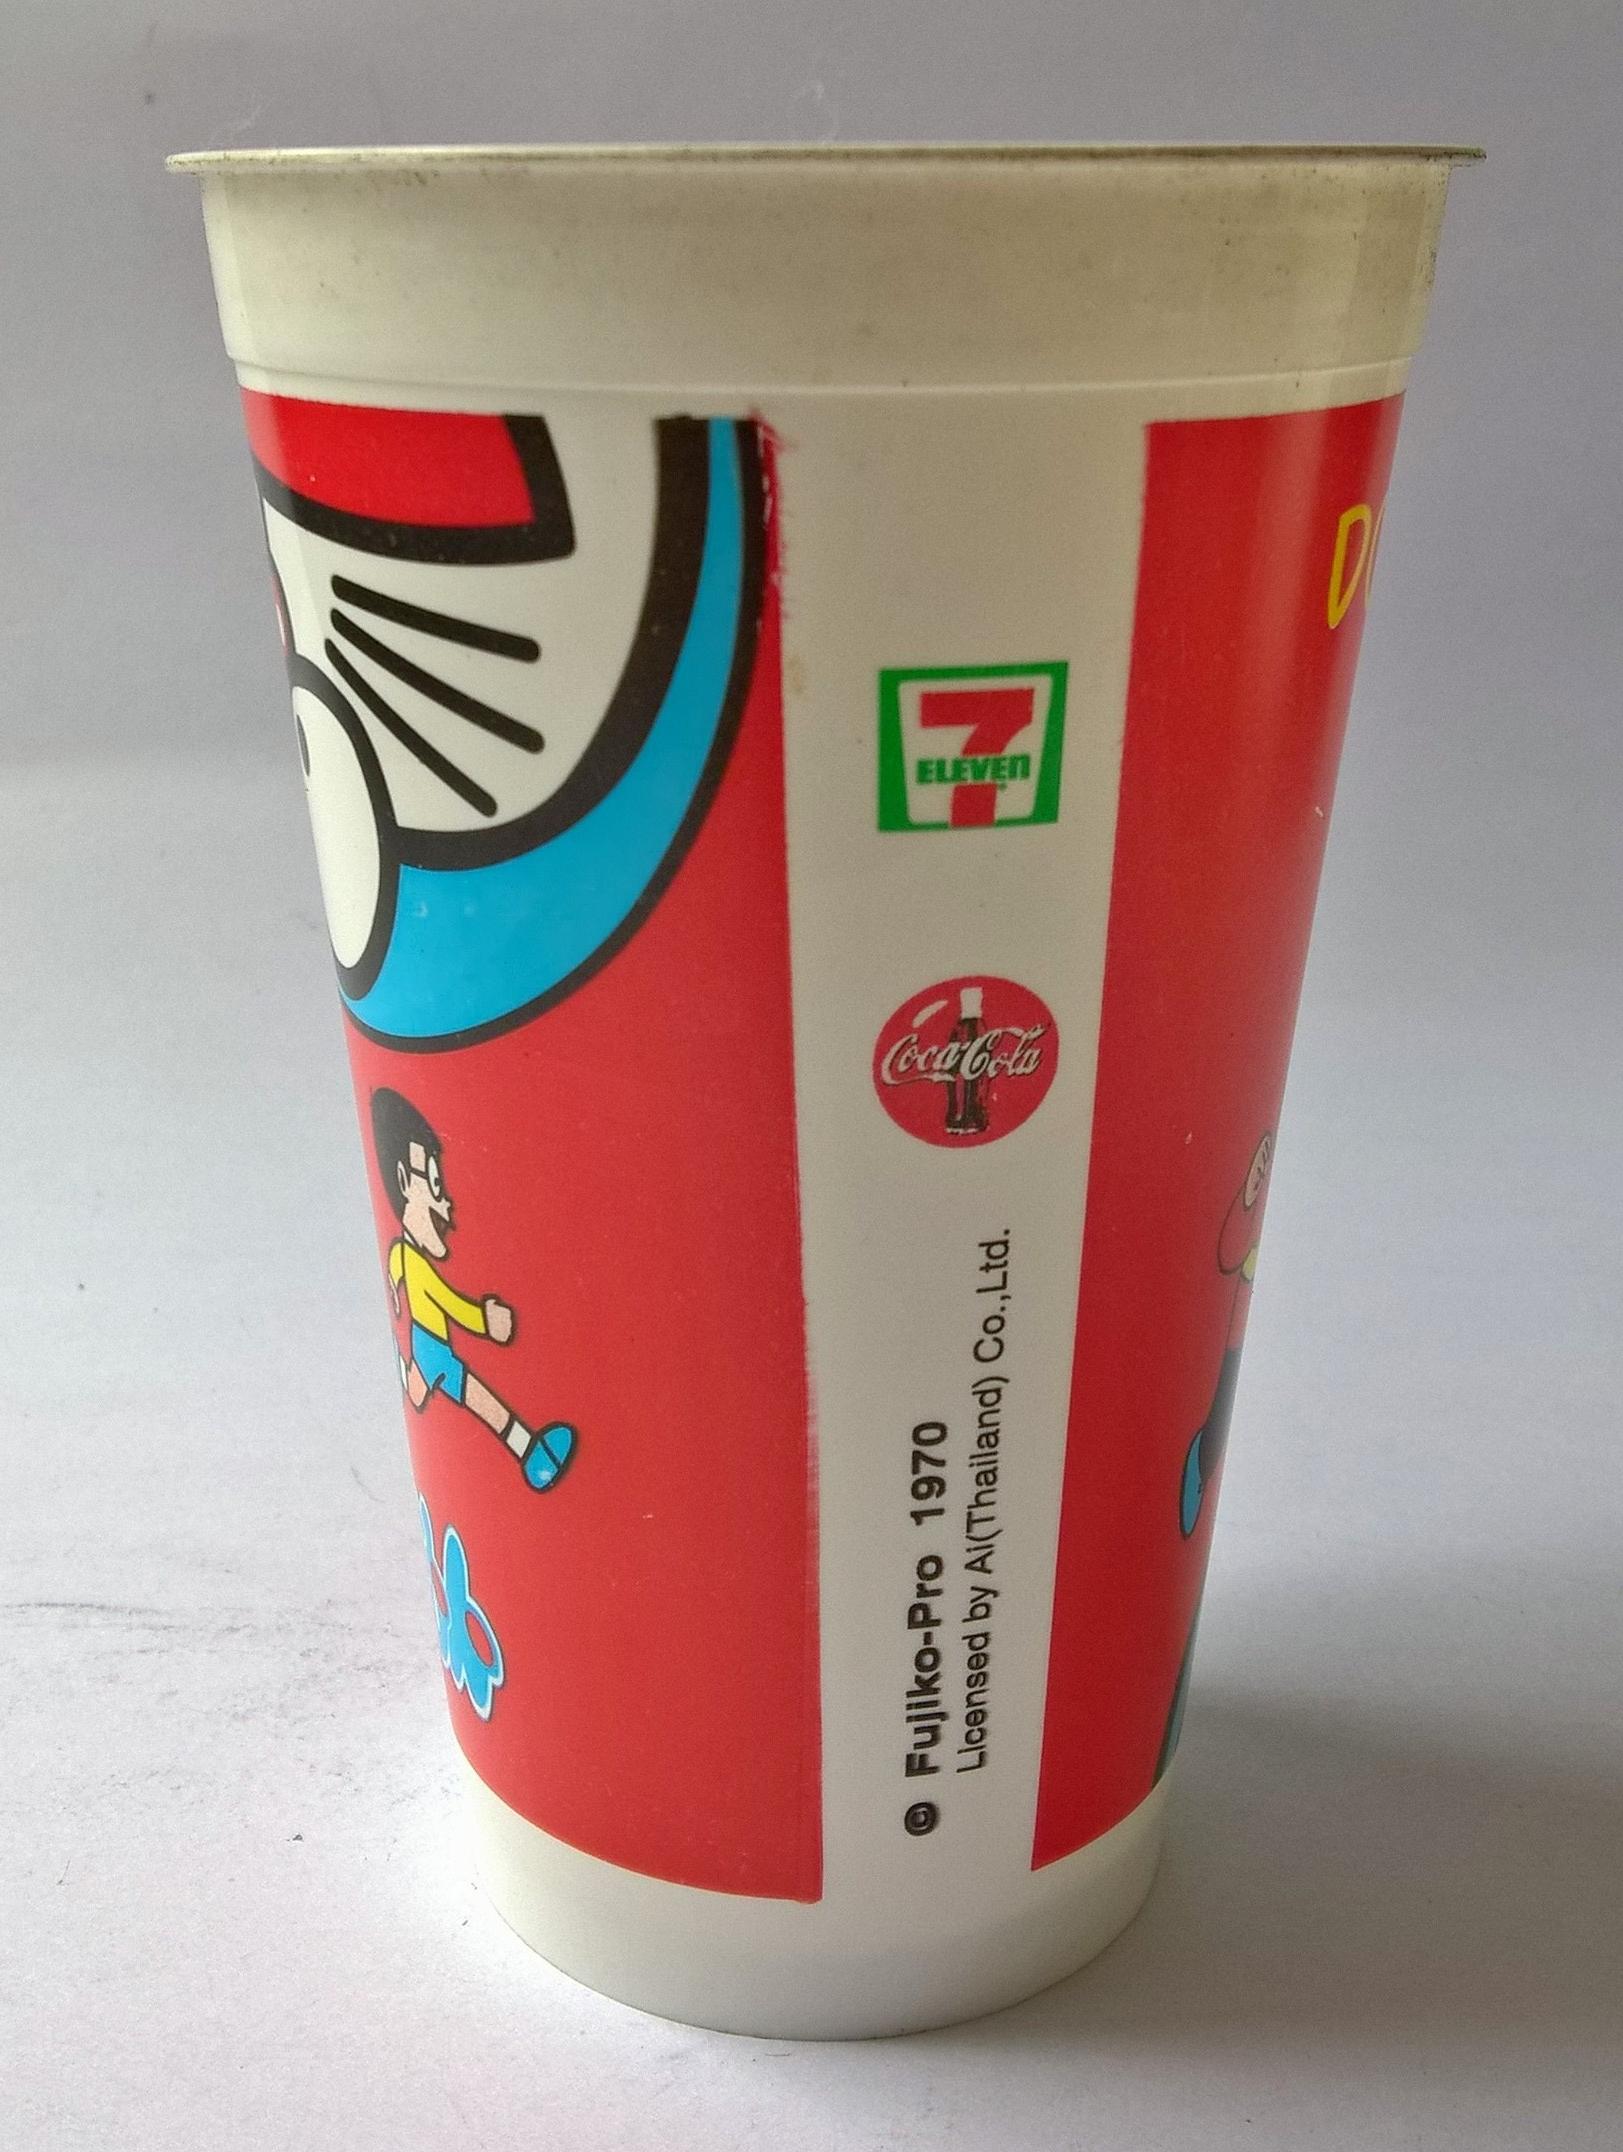 7
ELEVEn
Coca-Cola
© Fujiko-Pro 1970
Licensed by Ai(Thailand) Co.,Ltd.
D